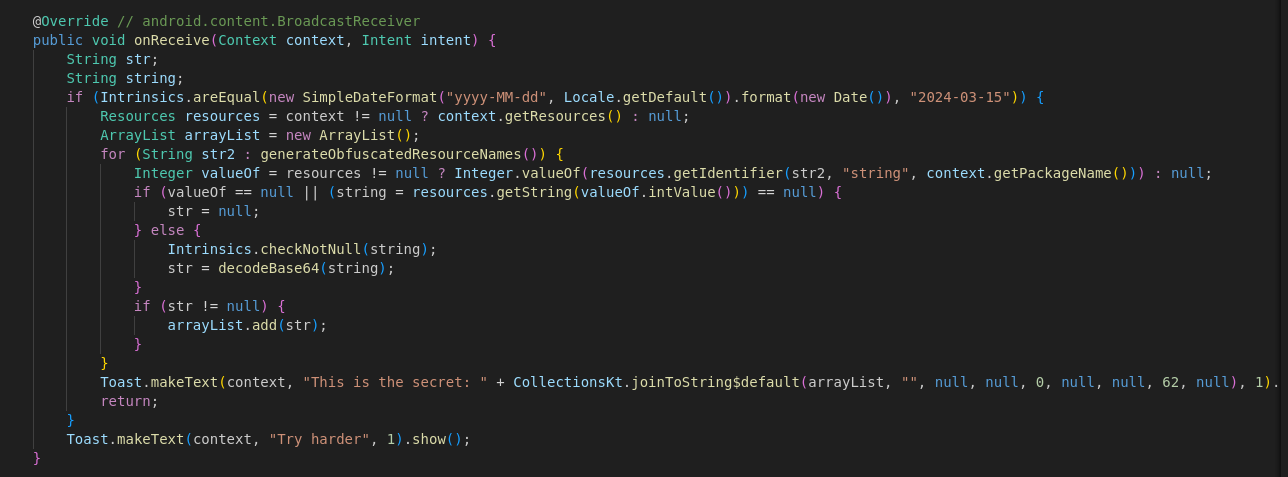 @Override // android.content.BroadcastReceiver
public void onReceive(Context context, Intent intent) {
String str;
String string;
if (Intrinsics.areEqual(new SimpleDateFormat("yyyy-MM-dd", Locale.getDefault()).format(new Date()), "2024-03-15")) {
Resources resources = context != null ? context.getResources() : null;
ArrayList arrayList = new ArrayList();
for (String str2 : generateObfuscatedResourceNames()) {
Integer valueOf = resources != null ? Integer.valueOf(resources.getIdentifier(str2, "string", context.getPackageName())) : null;
if (valueOf == null || (string = resources.getString(valueOf.intValue())) == null) {
str = null;
} else {
Intrinsics.checkNotNull(string);
str = decodeBase64(string);
}
if (str != null) {
arrayList.add(str);
}
}
Toast.makeText(context, "This is the secret: " + CollectionsKt.joinToString$default(arrayList, "", null, null, 0, null, null, 62, null), 1).
return;
}
Toast.makeText(context, "Try harder", 1).show();
}